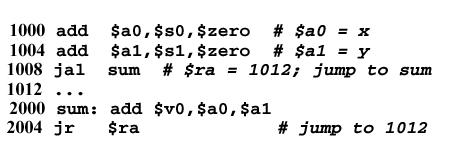 1000 add $a0,$s0,$zero # $a0 = x
1004 add $a1,$s1,$zero # $a1 = y
1008 jal sum # $ra = 1012; jump to sum
1012 ...
2000 sum: add $v0,$a0,$a1
2004 jr $ra # jump to 1012